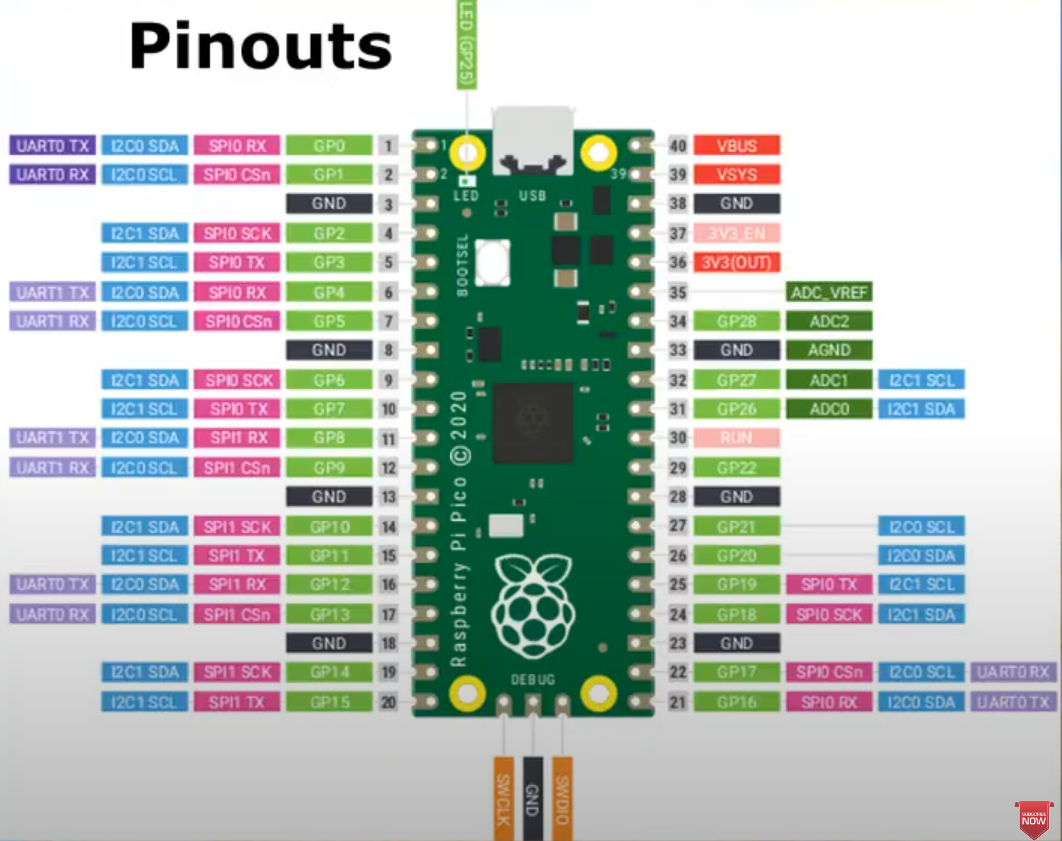 Pinouts
LED (GP25)
UART0 TX I2C0 SDA SPI0 RX GP0 1 1 40 VBUS
UART0 RX I2C0 SCL SPI0 CSn GP1 2 2 39 39 VSYS
LED USB
GND 3 38 GND
I2C1 SDA SPI0 SCK GP2 4 37 3V3_EN
I2C1 SCL SPI0 TX GP3 5 36 3V3(OUT)
BOOTSEL
UART1 TX I2C0 SDA SPI0 RX GP4 6 35 ADC_VREF
UART1 RX I2C0 SCL SPI0 CSn GP5 7 34 GP28 ADC2
GND 8 33 GND AGND
I2C1 SDA SPI0 SCK GP6 9 32 GP27 ADC1 I2C1 SCL
I2C1 SCL SPI0 TX GP7 10 31 GP26 ADC0 I2C1 SDA
UART1 TX I2C0 SDA SPI1 RX GP8 11 30 RUN
UART1 RX I2C0 SCL SPI1 CSn GP9 12 29 GP22
GND 13 28 GND
I2C1 SDA SPI1 SCK GP10 14 27 GP21 I2C0 SCL
I2C1 SCL SPI1 TX GP11 15 26 GP20 I2C0 SDA
UART0 TX I2C0 SDA SPI1 RX GP12 16 25 GP19 SPI0 TX I2C1 SCL
UART0 RX I2C0 SCL SPI1 CSn GP13 17 24 GP18 SPI0 SCK I2C1 SDA
GND 18 23 GND
Raspberry Pi Pico © 2020
I2C1 SDA SPI1 SCK GP14 19 22 GP17 SPI0 CSn I2C0 SCL UART0 RX
I2C1 SCL SPI1 TX GP15 20 21 GP16 SPI0 RX I2C0 SDA UART0 TX
DEBUG
SWCLK GND SWDIO
SUBSCRIBE
NOW